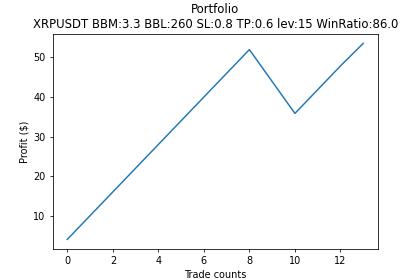 Portfolio
XRPUSDT BBM:3.3 BBL:260 SL:0.8 TP:0.6 lev:15 WinRatio:86.0
Profit ($)
50
40
30
20
10
0 2 4 6 8 10 12
Trade counts